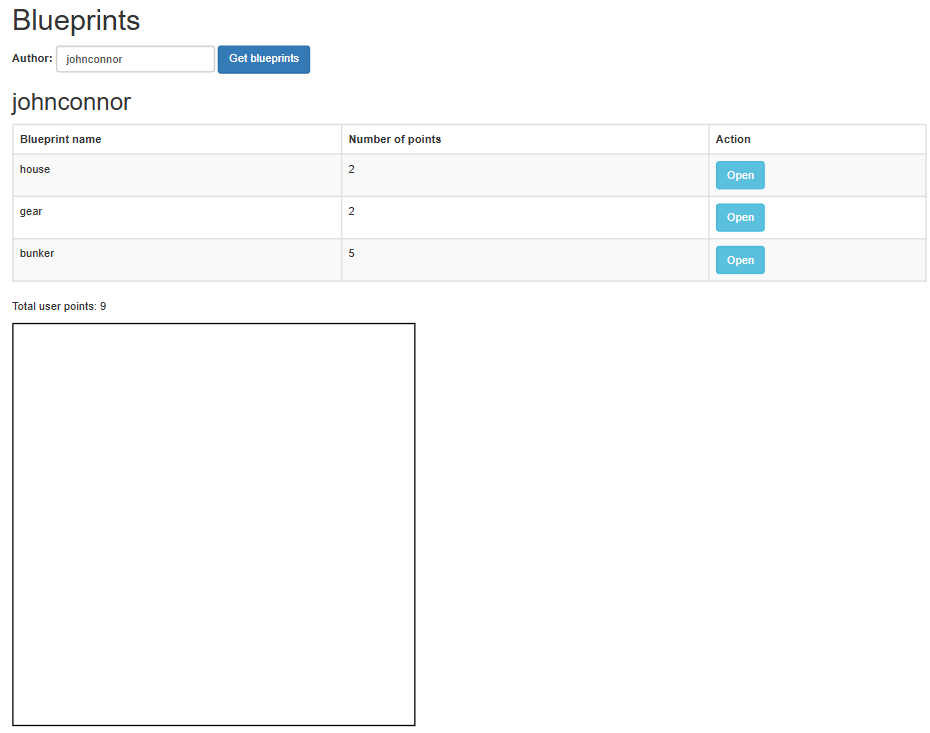 Blueprints
Author: johnconnor Get blueprints
johnconnor
Blueprint name Number of points Action
house 2 Open
gear 2 Open
bunker 5 Open
Total user points: 9